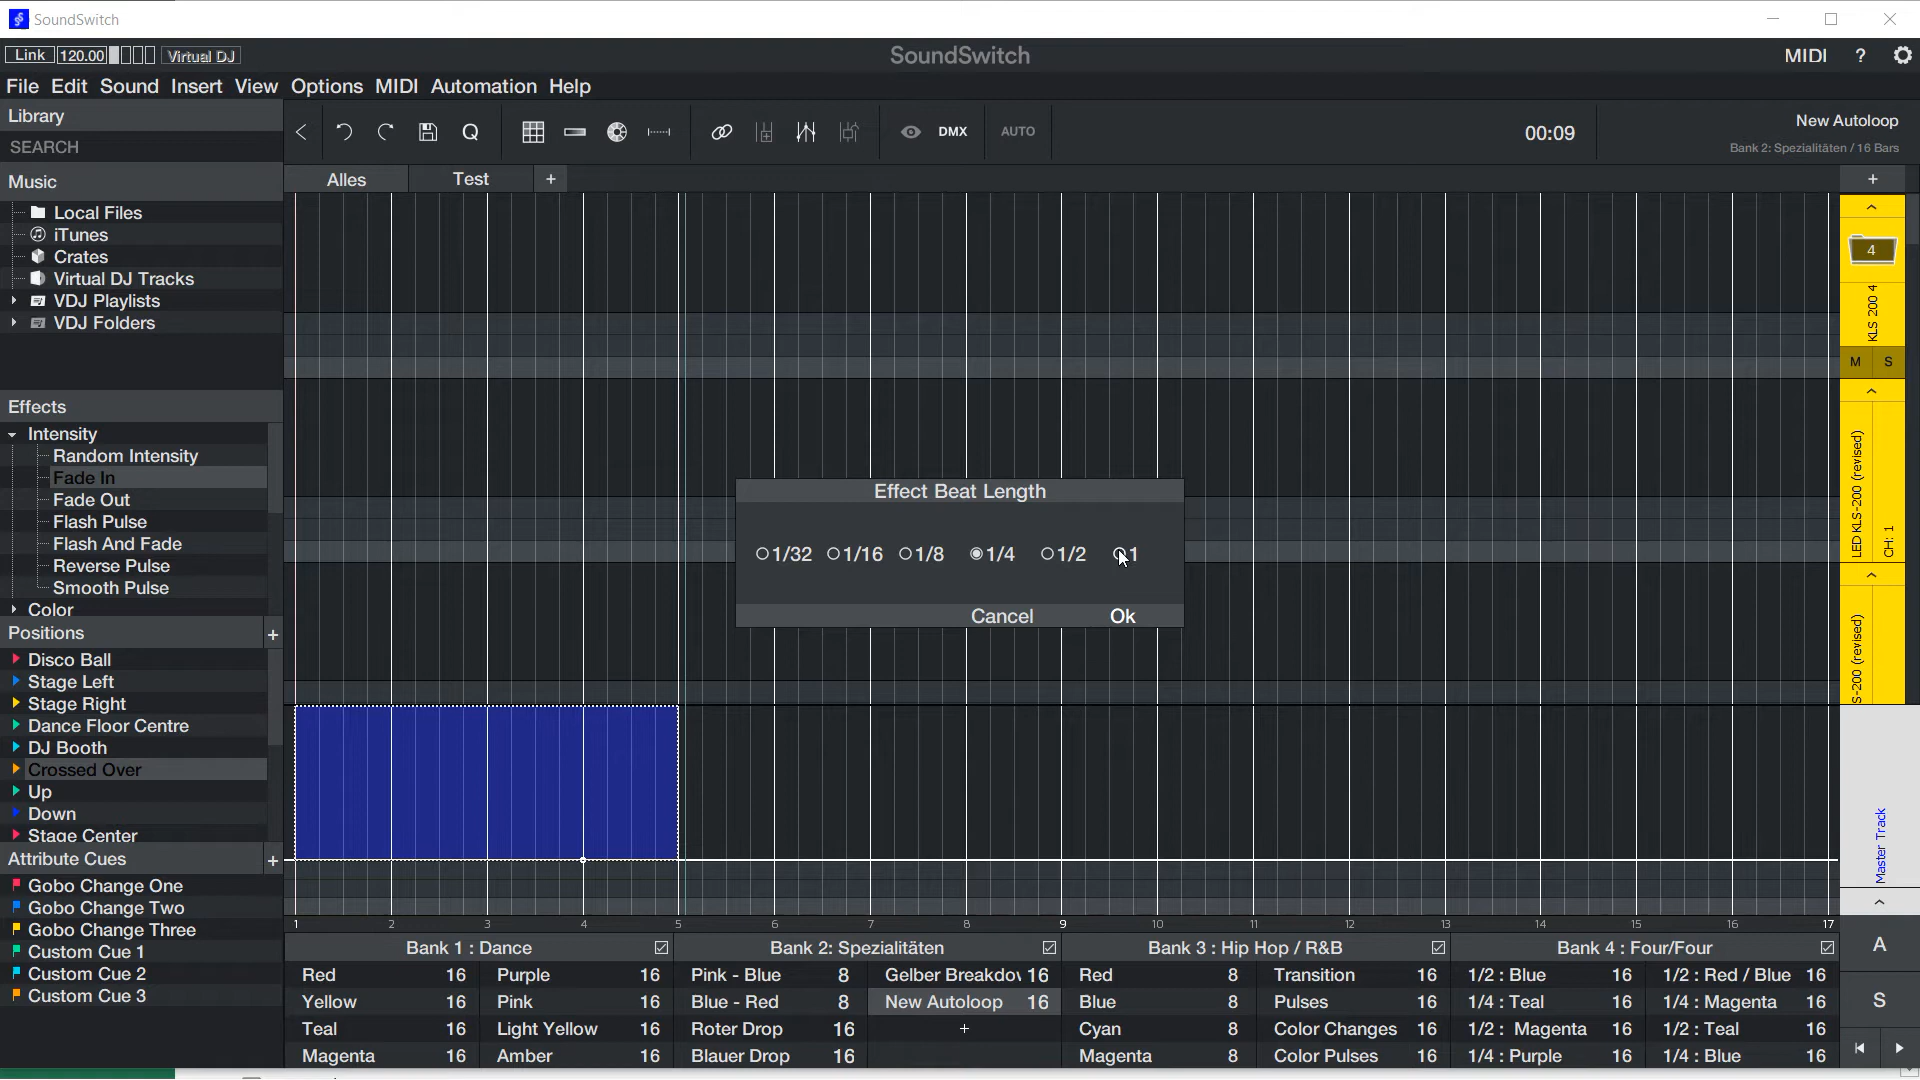 SoundSwitch
Link 120.00 Virtual DJ
SoundSwitch
MIDI ?
File Edit Sound Insert View Options MIDI Automation Help
Library
SEARCH
Q
DMX
AUTO
00:09
New Autoloop
Bank 2: Spezialitäten / 16 Bars
Music
Local Files
iTunes
Crates
Virtual DJ Tracks
VDJ Playlists
VDJ Folders
Alles
Test
+
+
4
KLS 200 4
M S
LED KLS-200 (revised)
CH: 1
S-200 (revised)
Master Track
Effects
Intensity
Random Intensity
Fade In
Fade Out
Flash Pulse
Flash And Fade
Reverse Pulse
Smooth Pulse
Color
Effect Beat Length
1/32 1/16 1/8 1/4 1/2 1
Cancel Ok
Positions +
Disco Ball
Stage Left
Stage Right
Dance Floor Centre
DJ Booth
Crossed Over
Up
Down
Stage Center
Attribute Cues +
Gobo Change One
Gobo Change Two
Gobo Change Three
Custom Cue 1
Custom Cue 2
Custom Cue 3
1 2 3 4 5 6 7 8 9 10 11 12 13 14 15 16 17
Bank 1 : Dance Bank 2: Spezialitäten Bank 3 : Hip Hop / R&B Bank 4 : Four/Four
Red 16 Purple 16 Pink - Blue 8 Gelber Breakdov 16 Red 8 Transition 16 1/2 : Blue 16 1/2 : Red / Blue 16
Yellow 16 Pink 16 Blue - Red 8 New Autoloop 16 Blue 8 Pulses 16 1/4 : Teal 16 1/4 : Magenta 16
Teal 16 Light Yellow 16 Roter Drop 16 + Cyan 8 Color Changes 16 1/2 : Magenta 16 1/2 : Teal 16
Magenta 16 Amber 16 Blauer Drop 16 Magenta 8 Color Pulses 16 1/4 : Purple 16 1/4 : Blue 16
A
S